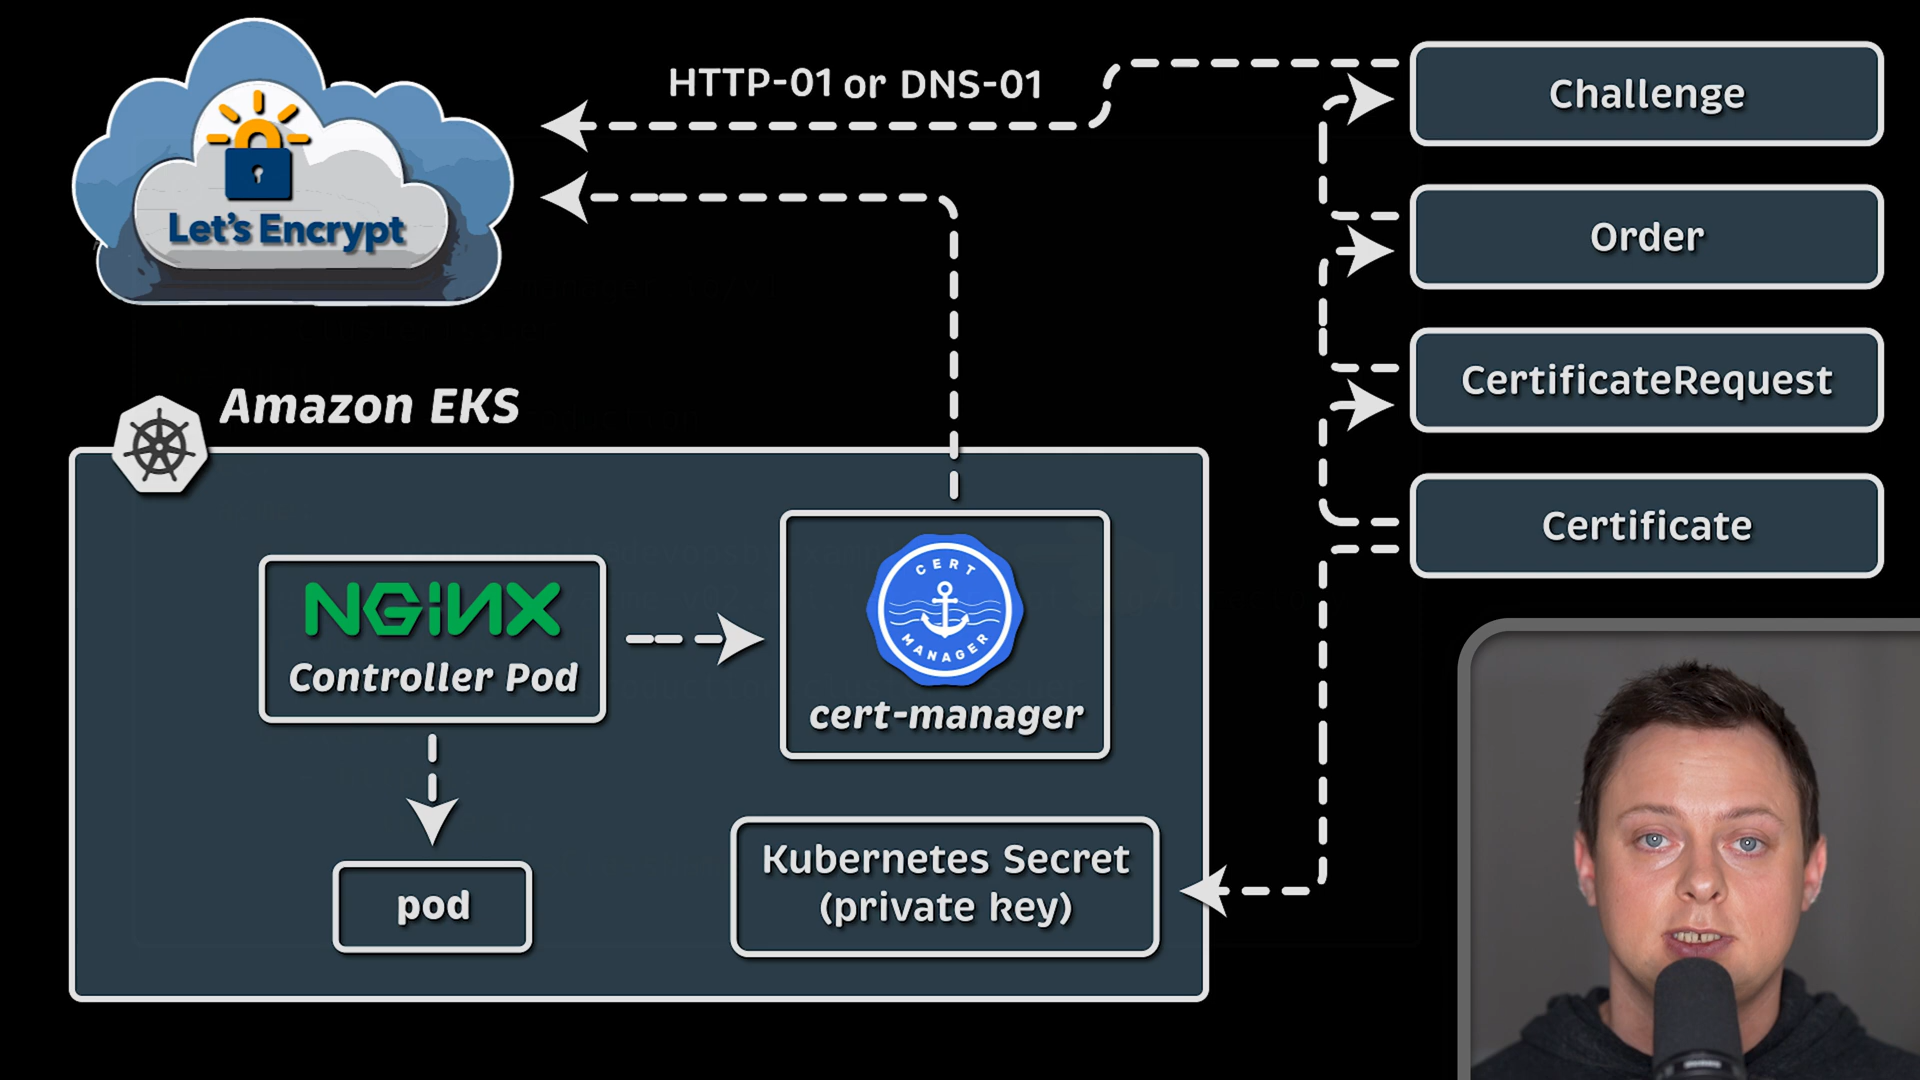 HTTP-01 or DNS-01
Let's Encrypt
Challenge
Order
CertificateRequest
Certificate
Amazon EKS
NGINX
Controller Pod
CERT
MANAGER
cert-manager
pod
Kubernetes Secret
(private key)